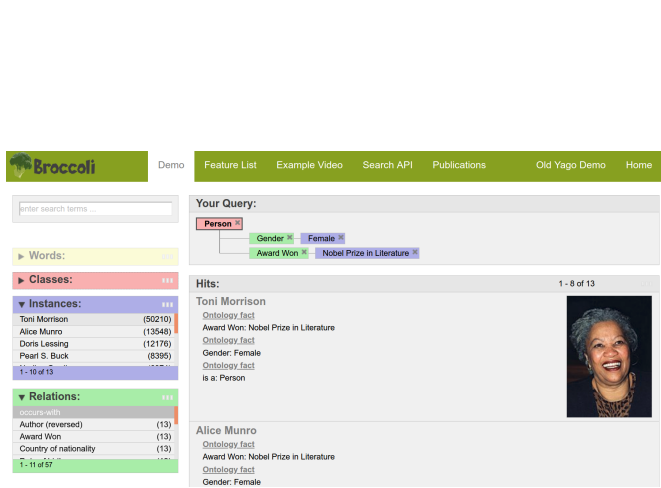 Broccoli
Demo Feature List Example Video Search API Publications Old Yago Demo Home
enter search terms ...
Words:
Classes:
Instances:
Toni Morrison (50210)
Alice Munro (13548)
Doris Lessing (12176)
Pearl S. Buck (8395)
1 - 10 of 13
Relations:
occurs-with
Author (reversed) (13)
Award Won (13)
Country of nationality (13)
1 - 11 of 57
Your Query:
Person
Gender Female
Award Won Nobel Prize in Literature
Hits: 1 - 8 of 13
Toni Morrison
Ontology fact
Award Won: Nobel Prize in Literature
Ontology fact
Gender: Female
Ontology fact
is a: Person
Alice Munro
Ontology fact
Award Won: Nobel Prize in Literature
Ontology fact
Gender: Female